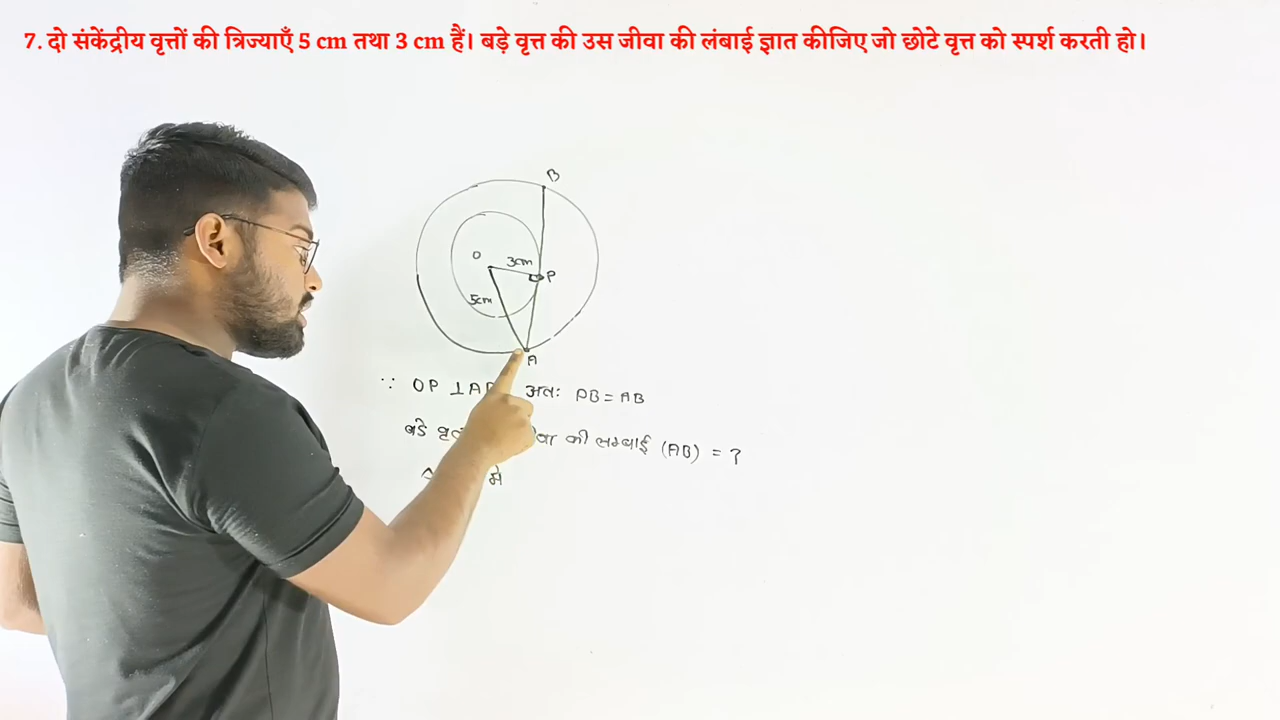 7. दो संकेंद्रीय वृत्तों की त्रिज्याएँ 5 cm तथा 3 cm हैं। बड़े वृत्त की उस जीवा की लंबाई ज्ञात कीजिए जो छोटे वृत्त को स्पर्श करती हो।
B
O
3cm
P
5cm
A
∵ OP ⊥ अतः PB = AB
बडे की लम्बाई (AB) = ?
में